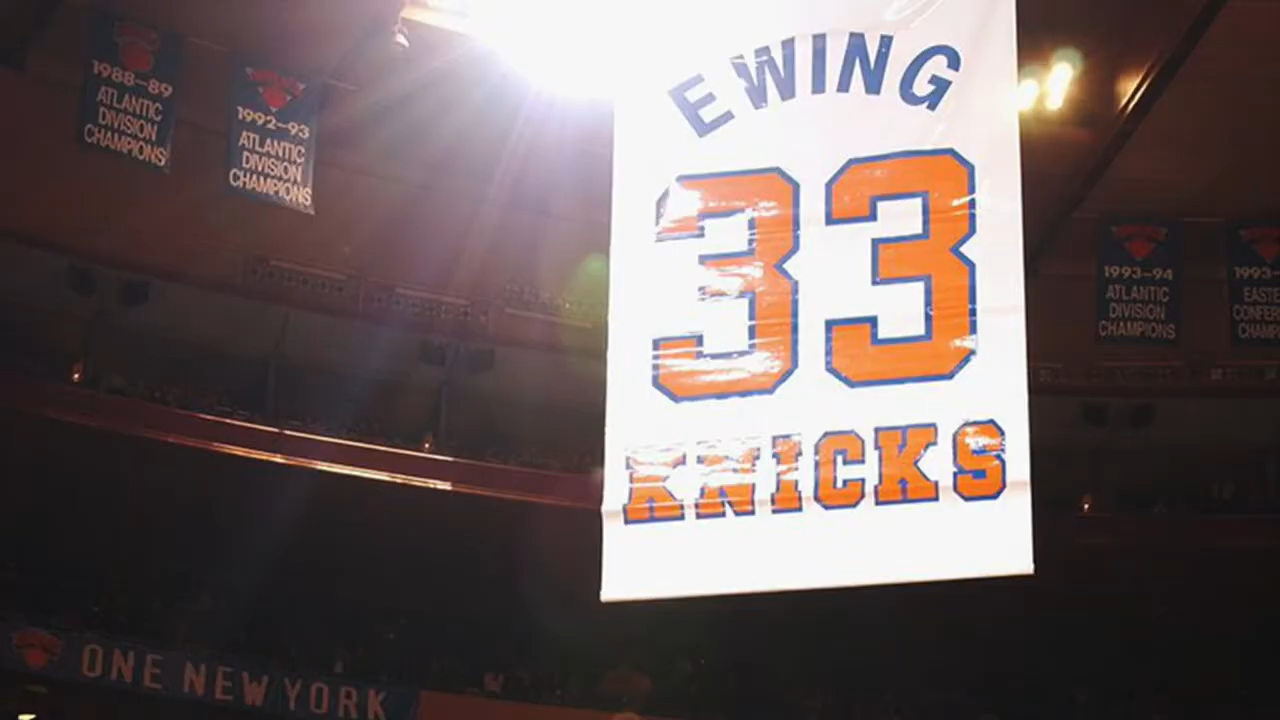 1988-89
ATLANTIC
DIVISION
CHAMPIONS
1992-93
ATLANTIC
DIVISION
CHAMPIONS
EWING
33
KNICKS
1993-94
ATLANTIC
DIVISION
CHAMPIONS
1993-
ONE NEW YORK